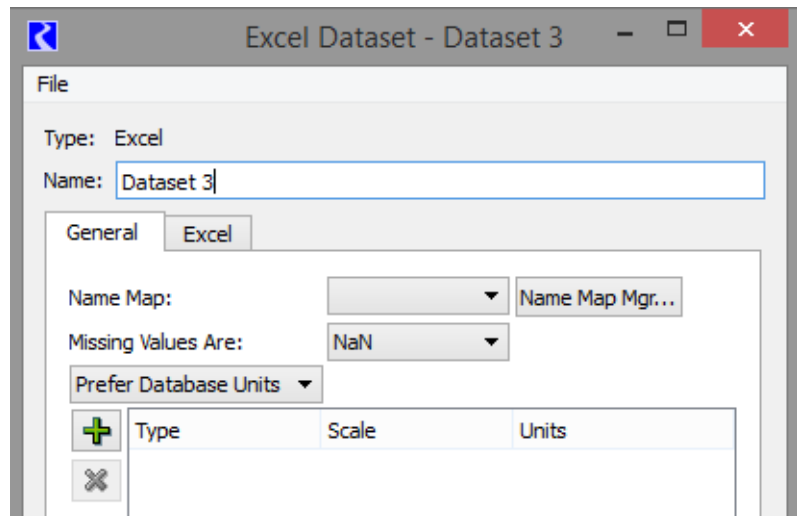 Excel Dataset - Dataset 3
File
Type: Excel
Name: Dataset 3
General Excel
Name Map: Name Map Mgr...
Missing Values Are: NaN
Prefer Database Units
Type Scale Units